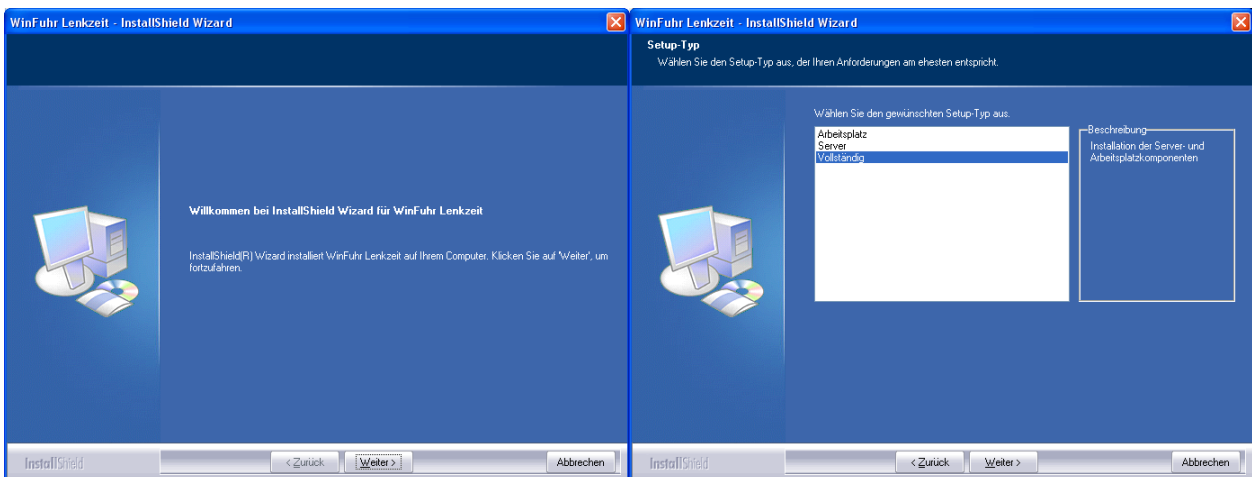 WinFuhr Lenkzeit - InstallShield Wizard
Willkommen bei InstallShield Wizard für WinFuhr Lenkzeit
InstallShield(R) Wizard installiert WinFuhr Lenkzeit auf Ihrem Computer. Klicken Sie auf 'Weiter', um
fortzufahren.
InstallShield
< Zurück
Weiter >
Abbrechen
WinFuhr Lenkzeit - InstallShield Wizard
Setup-Typ
Wählen Sie den Setup-Typ aus, der Ihren Anforderungen am ehesten entspricht.
Wählen Sie den gewünschten Setup-Typ aus.
Arbeitsplatz
Server
Vollständig
Beschreibung
Installation der Server- und
Arbeitsplatzkomponenten
InstallShield
< Zurück
Weiter >
Abbrechen